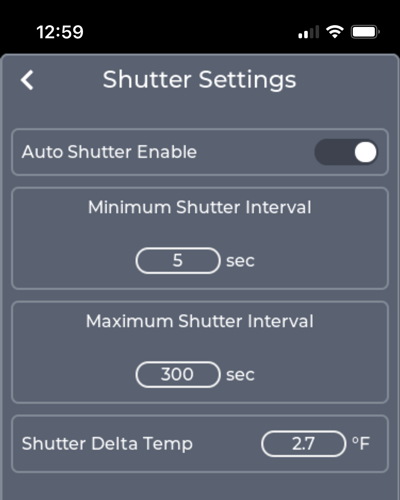 12:59
Shutter Settings
Auto Shutter Enable
Minimum Shutter Interval
5 sec
Maximum Shutter Interval
300 sec
Shutter Delta Temp 2.7 °F